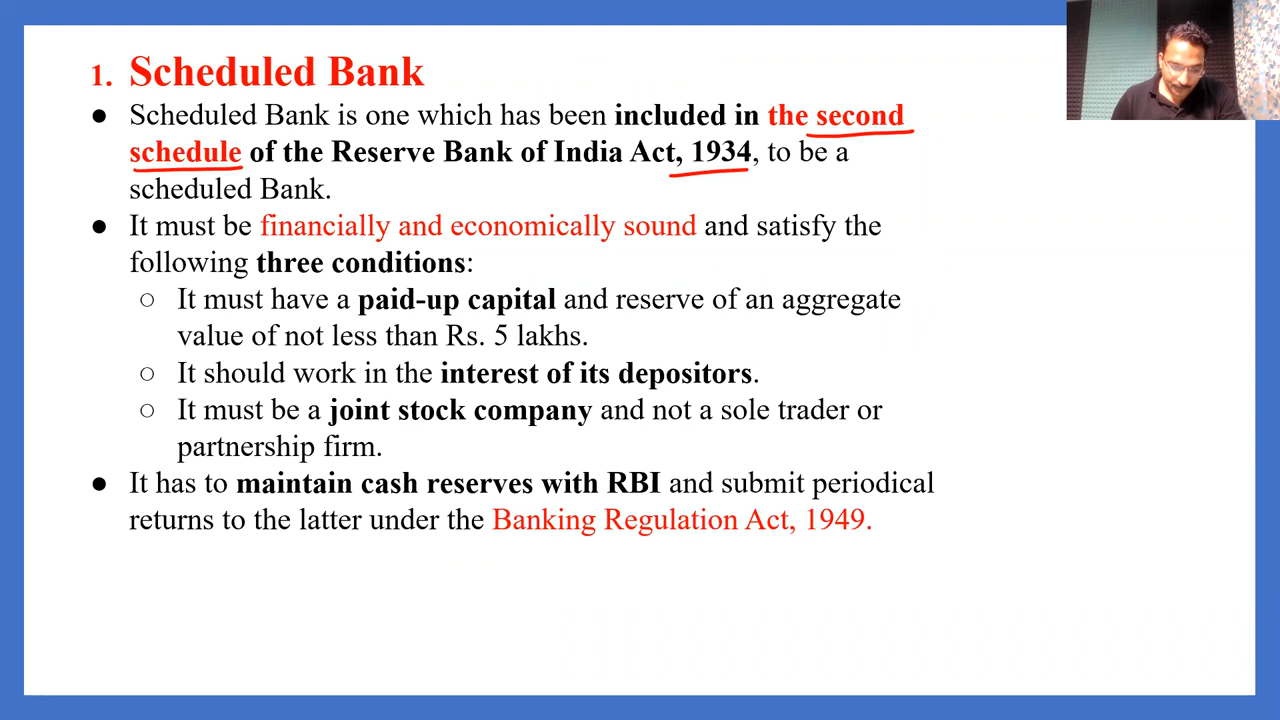 1. Scheduled Bank
● Scheduled Bank is one which has been included in the second
schedule of the Reserve Bank of India Act, 1934, to be a
scheduled Bank.
● It must be financially and economically sound and satisfy the
following three conditions:
○ It must have a paid-up capital and reserve of an aggregate
value of not less than Rs. 5 lakhs.
○ It should work in the interest of its depositors.
○ It must be a joint stock company and not a sole trader or
partnership firm.
● It has to maintain cash reserves with RBI and submit periodical
returns to the latter under the Banking Regulation Act, 1949.